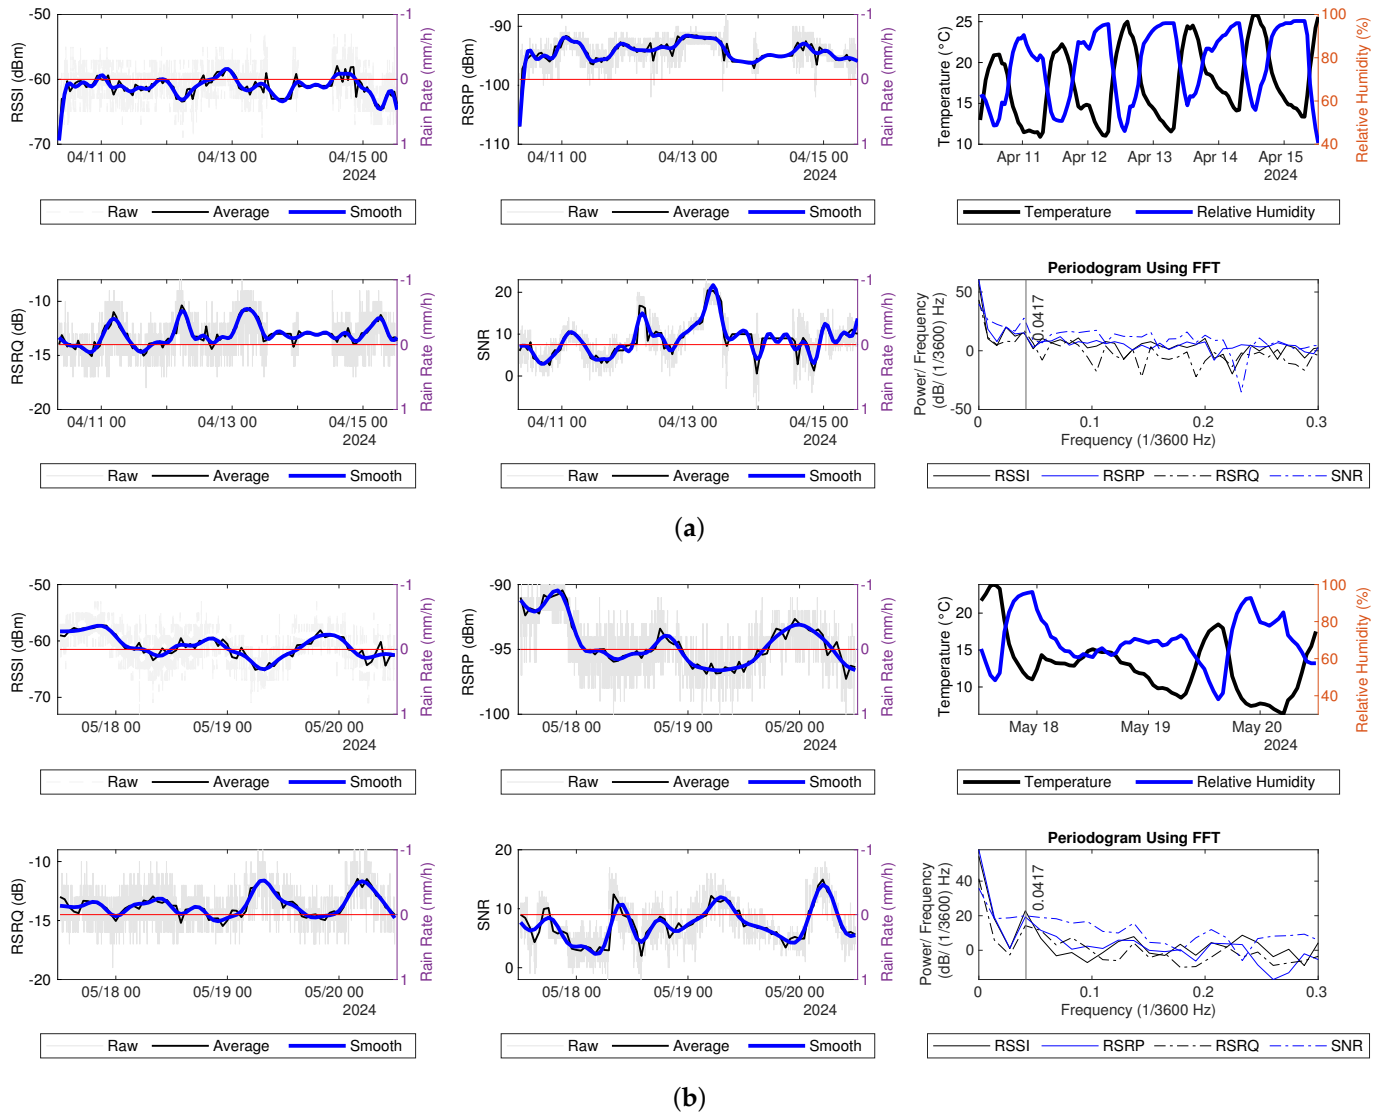 -50
-60
-70
RSSI (dBm)
-1
0
1
Rain Rate (mm/h)
04/11 00
04/13 00
04/15 00
2024
Raw
Average
Smooth
-90
-100
-110
RSRP (dBm)
-1
0
1
Rain Rate (mm/h)
04/11 00
04/13 00
04/15 00
2024
Raw
Average
Smooth
25
20
15
10
Temperature (°C)
100
80
60
40
Relative Humidity (%)
Apr 11
Apr 12
Apr 13
Apr 14
Apr 15
2024
Temperature
Relative Humidity
-10
-15
-20
RSRQ (dB)
-1
0
1
Rain Rate (mm/h)
04/11 00
04/13 00
04/15 00
2024
Raw
Average
Smooth
20
10
0
SNR
-1
0
1
Rain Rate (mm/h)
04/11 00
04/13 00
04/15 00
2024
Raw
Average
Smooth
Periodogram Using FFT
50
0
-50
Power/ Frequency
(dB/ (1/3600) Hz)
0.0417
0
0.1
0.2
0.3
Frequency (1/3600 Hz)
RSSI
RSRP
RSRQ
SNR
(a)
-50
-60
-70
RSSI (dBm)
-1
0
1
Rain Rate (mm/h)
05/18 00
05/19 00
05/20 00
2024
Raw
Average
Smooth
-90
-95
-100
RSRP (dBm)
-1
0
1
Rain Rate (mm/h)
05/18 00
05/19 00
05/20 00
2024
Raw
Average
Smooth
20
15
10
Temperature (°C)
100
80
60
40
Relative Humidity (%)
May 18
May 19
May 20
2024
Temperature
Relative Humidity
-10
-15
-20
RSRQ (dB)
-1
0
1
Rain Rate (mm/h)
05/18 00
05/19 00
05/20 00
2024
Raw
Average
Smooth
20
10
0
SNR
-1
0
1
Rain Rate (mm/h)
05/18 00
05/19 00
05/20 00
2024
Raw
Average
Smooth
Periodogram Using FFT
40
20
0
Power/ Frequency
(dB/ (1/3600) Hz)
0.0417
0
0.1
0.2
0.3
Frequency (1/3600 Hz)
RSSI
RSRP
RSRQ
SNR
(b)